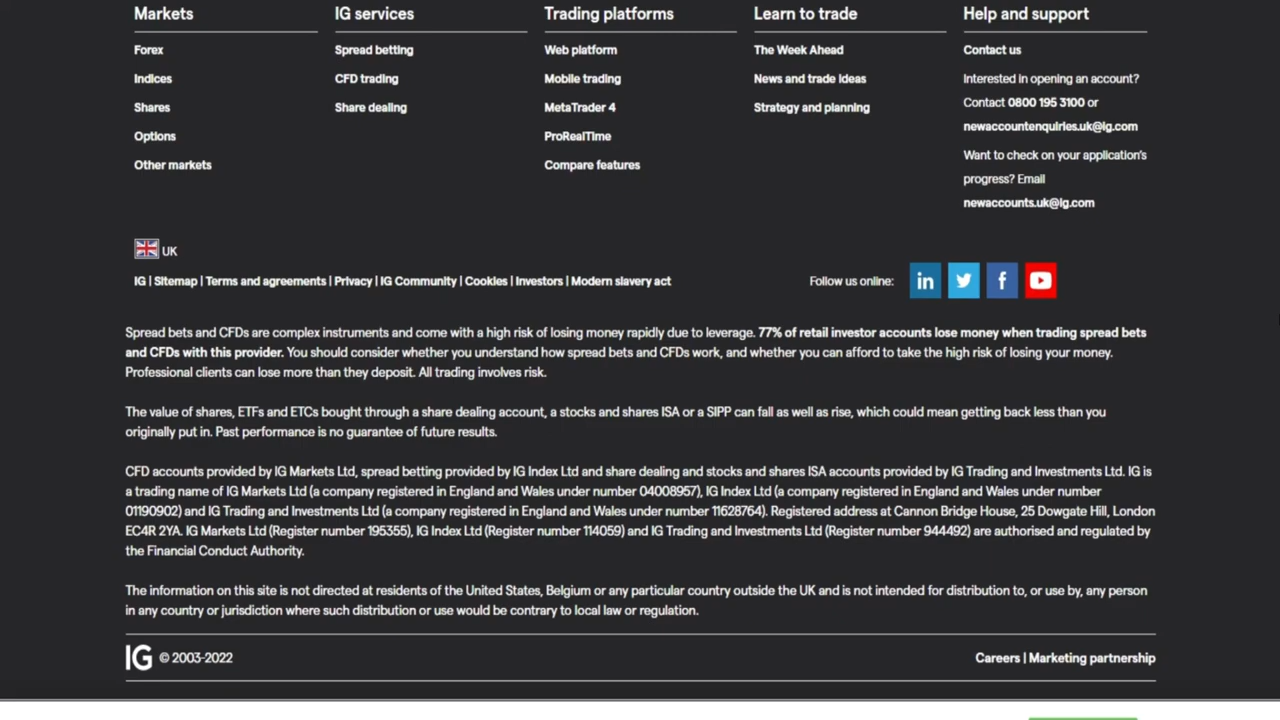 Markets
Forex
Indices
Shares
Options
Other markets
IG services
Spread betting
CFD trading
Share dealing
Trading platforms
Web platform
Mobile trading
MetaTrader 4
ProRealTime
Compare features
Learn to trade
The Week Ahead
News and trade ideas
Strategy and planning
Help and support
Contact us
Interested in opening an account?
Contact 0800 195 3100 or
newaccountenquiries.uk@ig.com
Want to check on your application's
progress? Email
newaccounts.uk@ig.com
UK
IG | Sitemap | Terms and agreements | Privacy | IG Community | Cookies | Investors | Modern slavery act
Follow us online:
Spread bets and CFDs are complex instruments and come with a high risk of losing money rapidly due to leverage. 77% of retail investor accounts lose money when trading spread bets
and CFDs with this provider. You should consider whether you understand how spread bets and CFDs work, and whether you can afford to take the high risk of losing your money.
Professional clients can lose more than they deposit. All trading involves risk.
The value of shares, ETFs and ETCs bought through a share dealing account, a stocks and shares ISA or a SIPP can fall as well as rise, which could mean getting back less than you
originally put in. Past performance is no guarantee of future results.
CFD accounts provided by IG Markets Ltd, spread betting provided by IG Index Ltd and share dealing and stocks and shares ISA accounts provided by IG Trading and Investments Ltd. IG is
a trading name of IG Markets Ltd (a company registered in England and Wales under number 04008957), IG Index Ltd (a company registered in England and Wales under number
01190902) and IG Trading and Investments Ltd (a company registered in England and Wales under number 11628764). Registered address at Cannon Bridge House, 25 Dowgate Hill, London
EC4R 2YA. IG Markets Ltd (Register number 195355), IG Index Ltd (Register number 114059) and IG Trading and Investments Ltd (Register number 944492) are authorised and regulated by
the Financial Conduct Authority.
The information on this site is not directed at residents of the United States, Belgium or any particular country outside the UK and is not intended for distribution to, or use by, any person
in any country or jurisdiction where such distribution or use would be contrary to local law or regulation.
IG © 2003-2022
Careers | Marketing partnership